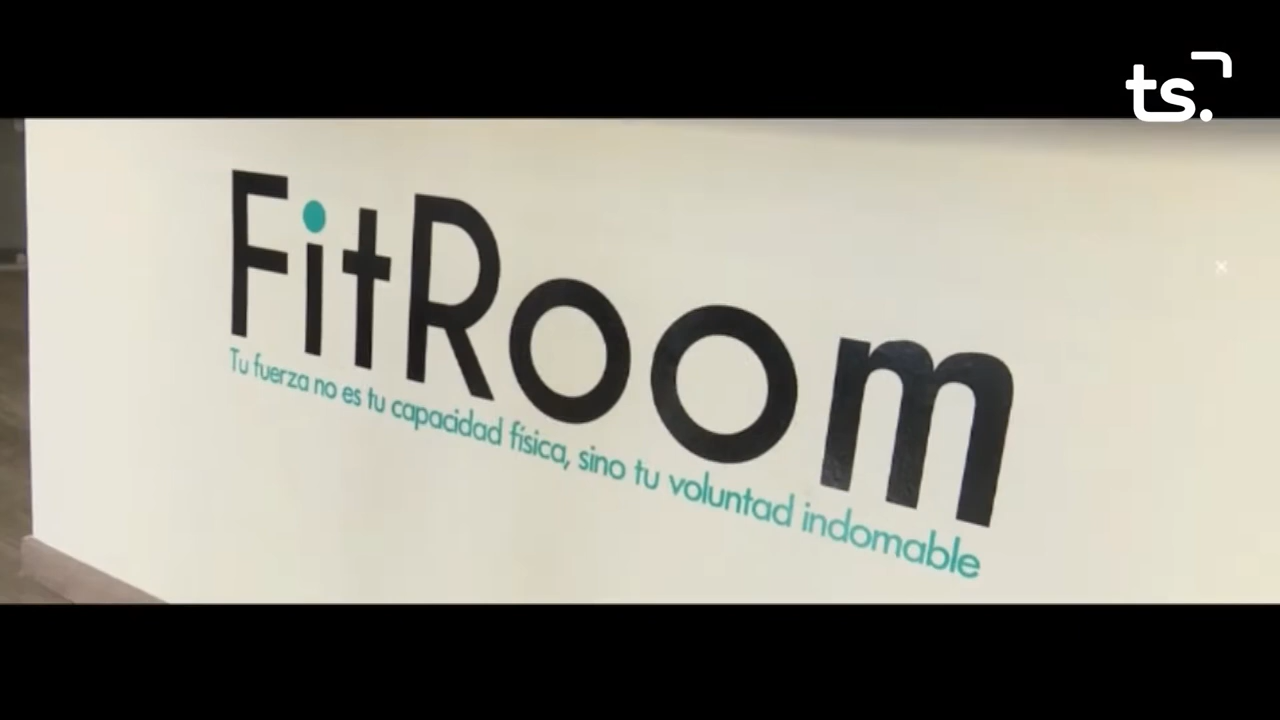 ts.
FitRoom
Tu fuerza no es tu capacidad física, sino tu voluntad indomable